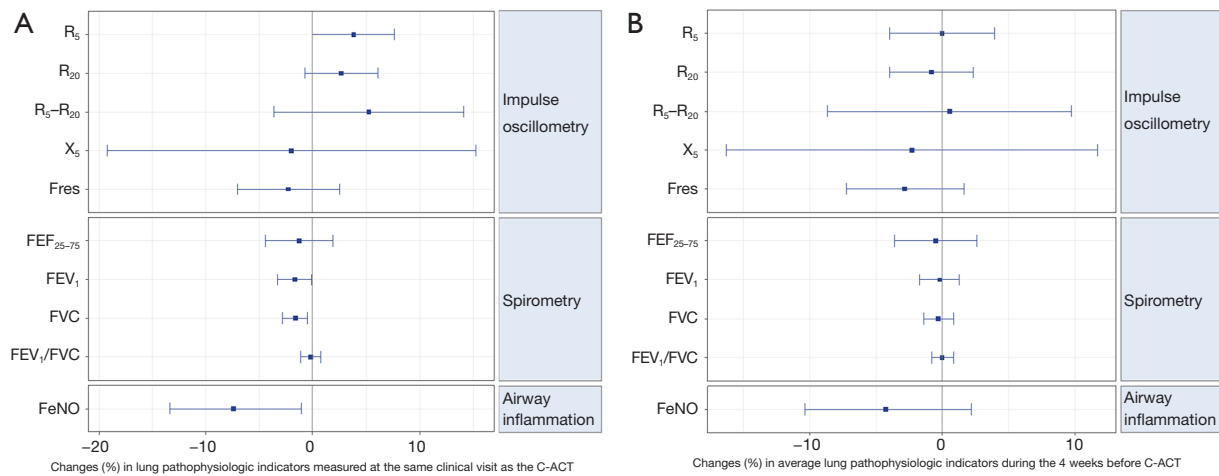 A
R₅
R₂₀
R₅–R₂₀
X₅
Fres
Impulse
oscillometry
FEF₂₅₋₇₅
FEV₁
FVC
FEV₁/FVC
Spirometry
FeNO
Airway
inflammation
−20 −10 0 10
Changes (%) in lung pathophysiologic indicators measured at the same clinical visit as the C-ACT
B
R₅
R₂₀
R₅–R₂₀
X₅
Fres
Impulse
oscillometry
FEF₂₅₋₇₅
FEV₁
FVC
FEV₁/FVC
Spirometry
FeNO
Airway
inflammation
−10 0 10
Changes (%) in average lung pathophysiologic indicators during the 4 weeks before C-ACT